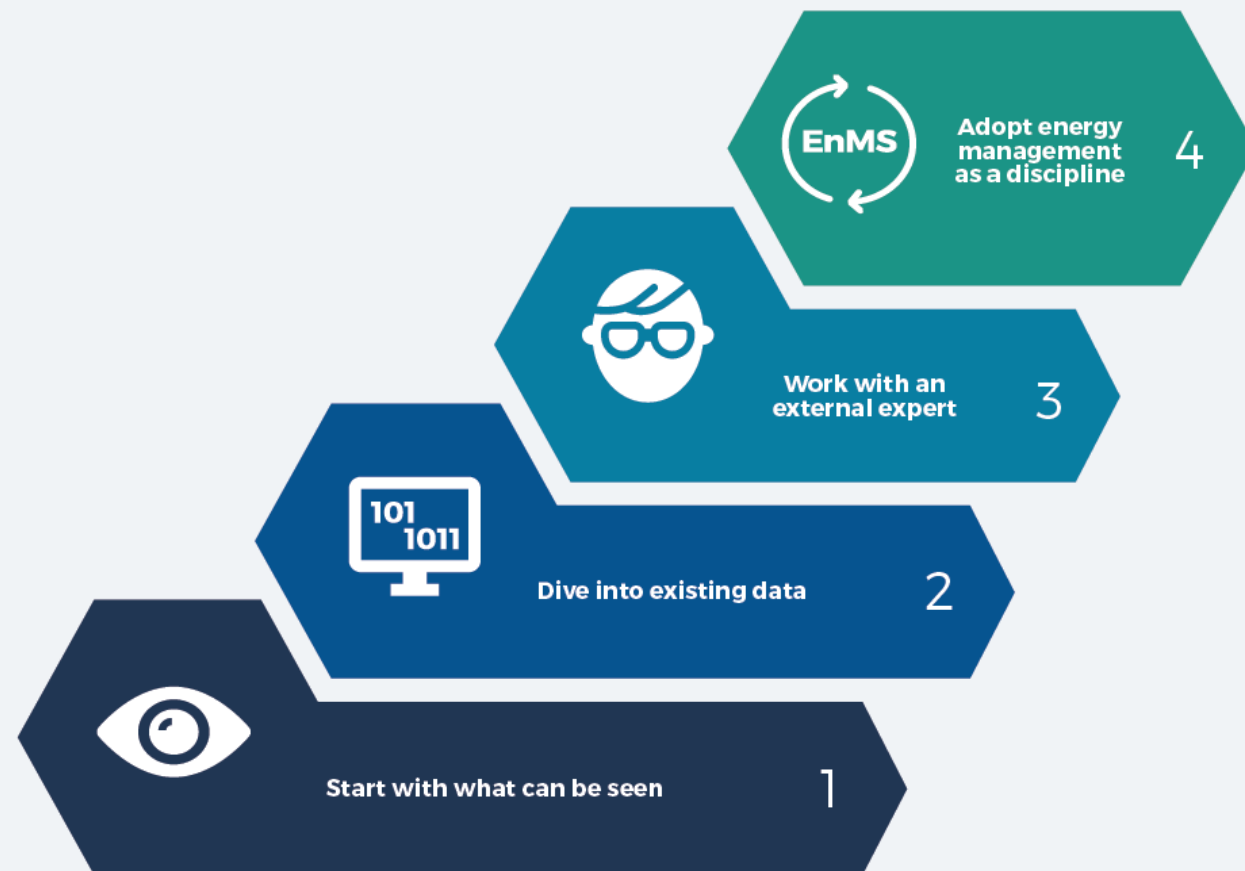 EnMS
Adopt energy
management
as a discipline
4
Work with an
external expert
3
101
1011
Dive into existing data
2
Start with what can be seen
1